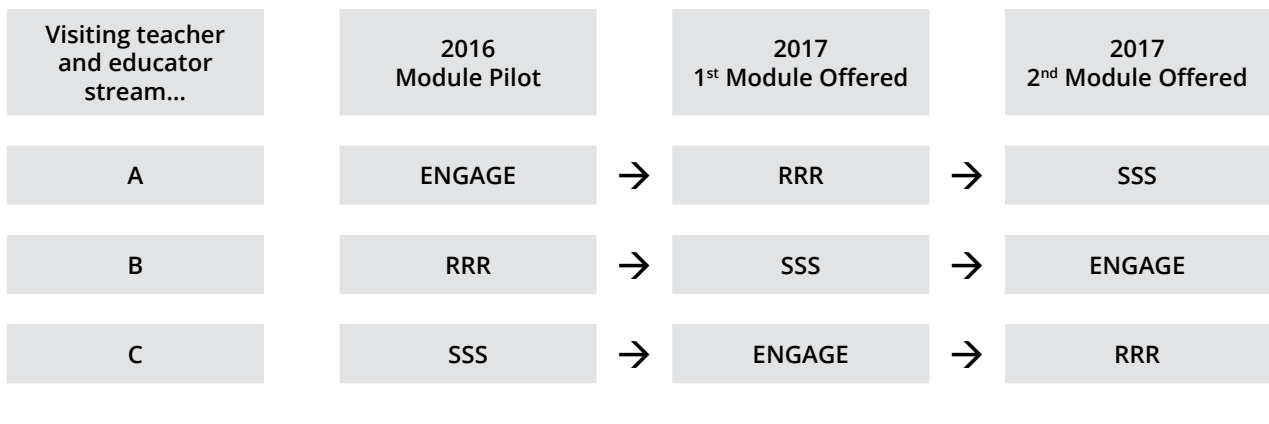 Visiting teacher
and educator
stream...
2016
Module Pilot
2017
1st Module Offered
2017
2nd Module Offered
A
ENGAGE
→
RRR
→
SSS
B
RRR
→
SSS
→
ENGAGE
C
SSS
→
ENGAGE
→
RRR